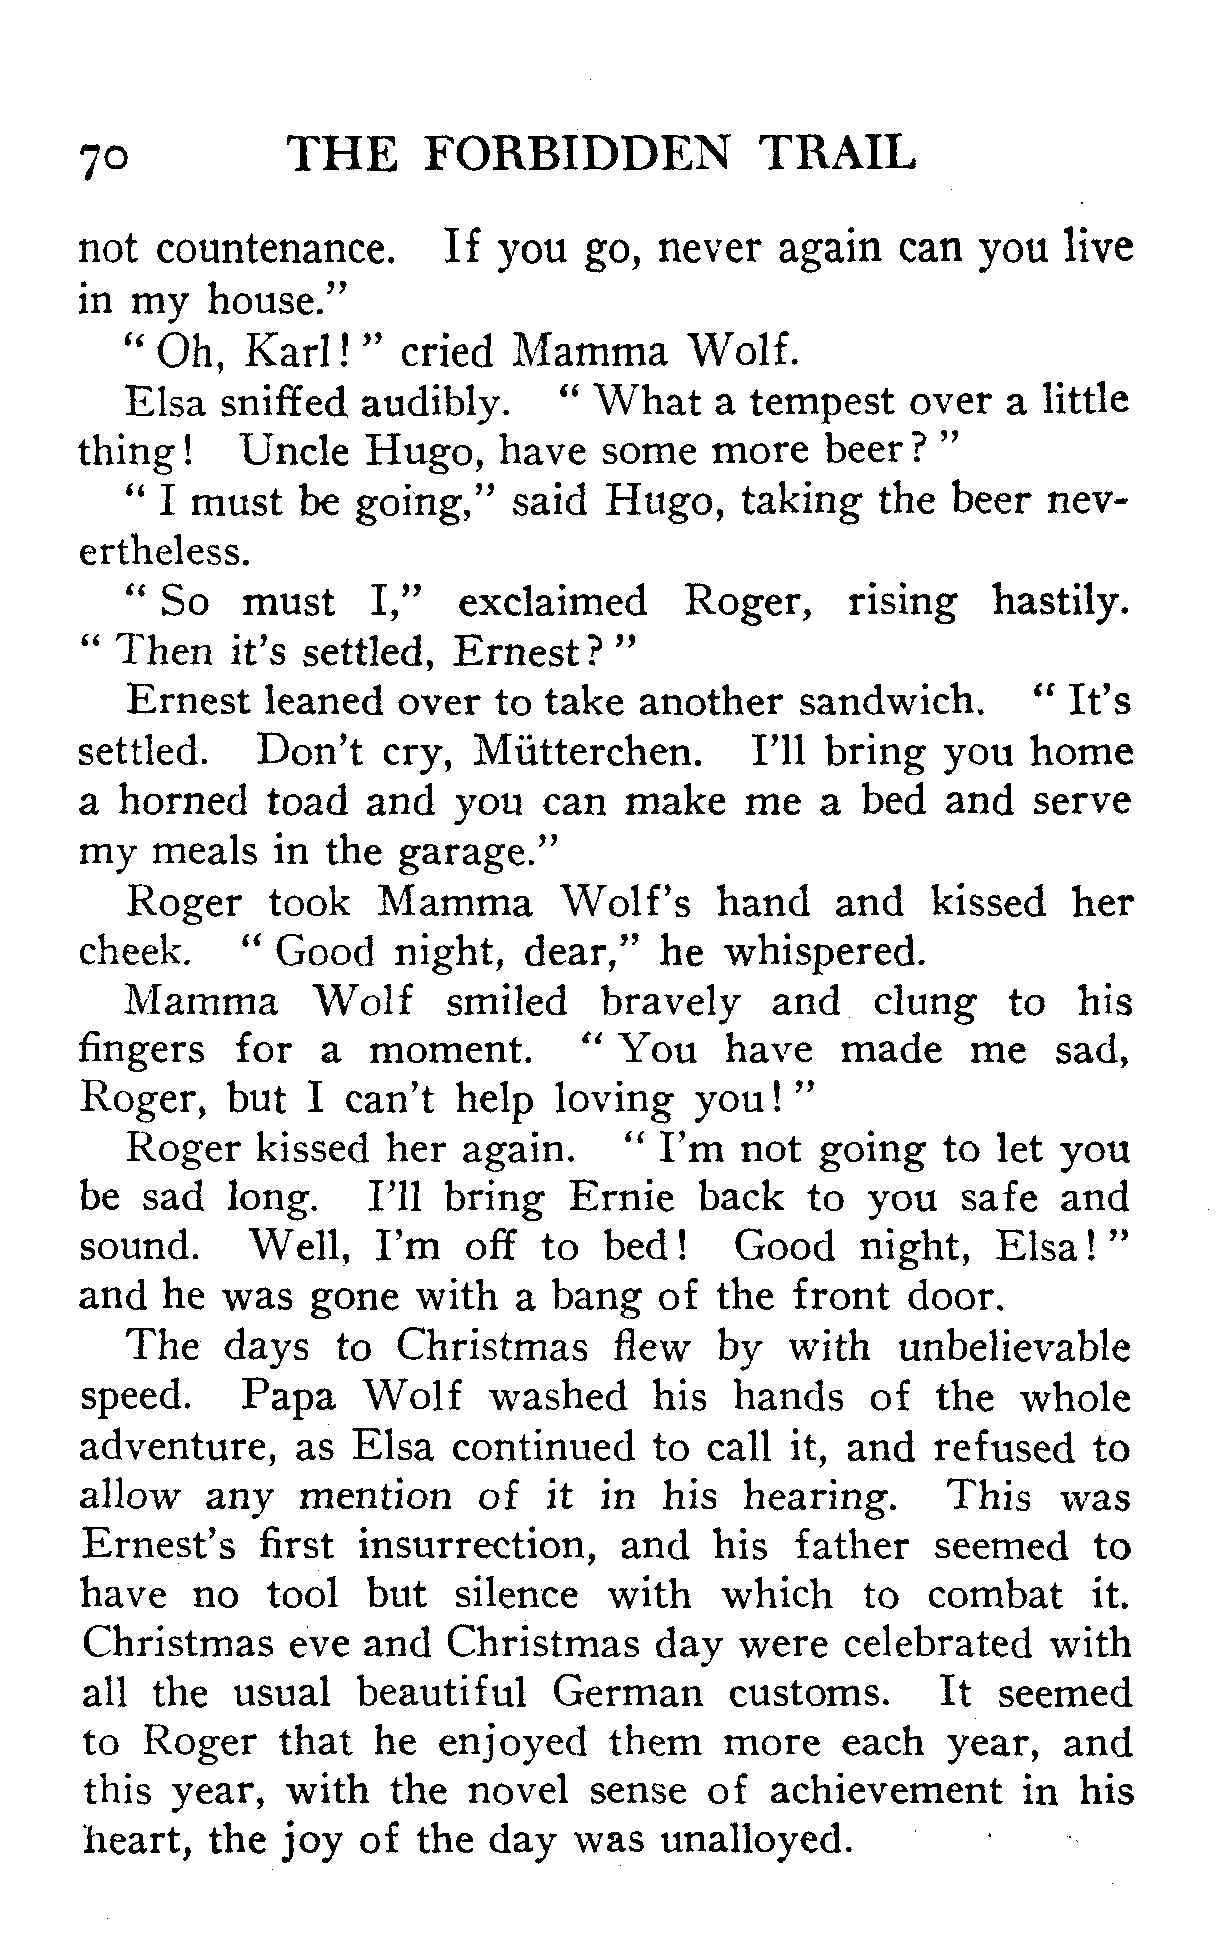 70 THE FORBIDDEN TRAIL
not countenance. If you go, never again can you live
in my house."
" Oh, Karl! " cried Mamma Wolf.
Elsa sniffed audibly. " What a tempest over a little
thing! Uncle Hugo, have some more beer? "
" I must be going," said Hugo, taking the beer nev-
ertheless.
" So must I," exclaimed Roger, rising hastily.
" Then it's settled, Ernest? "
Ernest leaned over to take another sandwich. " It's
settled. Don't cry, Mütterchen. I'll bring you home
a horned toad and you can make me a bed and serve
my meals in the garage."
Roger took Mamma Wolf's hand and kissed her
cheek. " Good night, dear," he whispered.
Mamma Wolf smiled bravely and clung to his
fingers for a moment. " You have made me sad,
Roger, but I can't help loving you! "
Roger kissed her again. " I'm not going to let you
be sad long. I'll bring Ernie back to you safe and
sound. Well, I'm off to bed! Good night, Elsa! "
and he was gone with a bang of the front door.
The days to Christmas flew by with unbelievable
speed. Papa Wolf washed his hands of the whole
adventure, as Elsa continued to call it, and refused to
allow any mention of it in his hearing. This was
Ernest's first insurrection, and his father seemed to
have no tool but silence with which to combat it.
Christmas eve and Christmas day were celebrated with
all the usual beautiful German customs. It seemed
to Roger that he enjoyed them more each year, and
this year, with the novel sense of achievement in his
heart, the joy of the day was unalloyed.